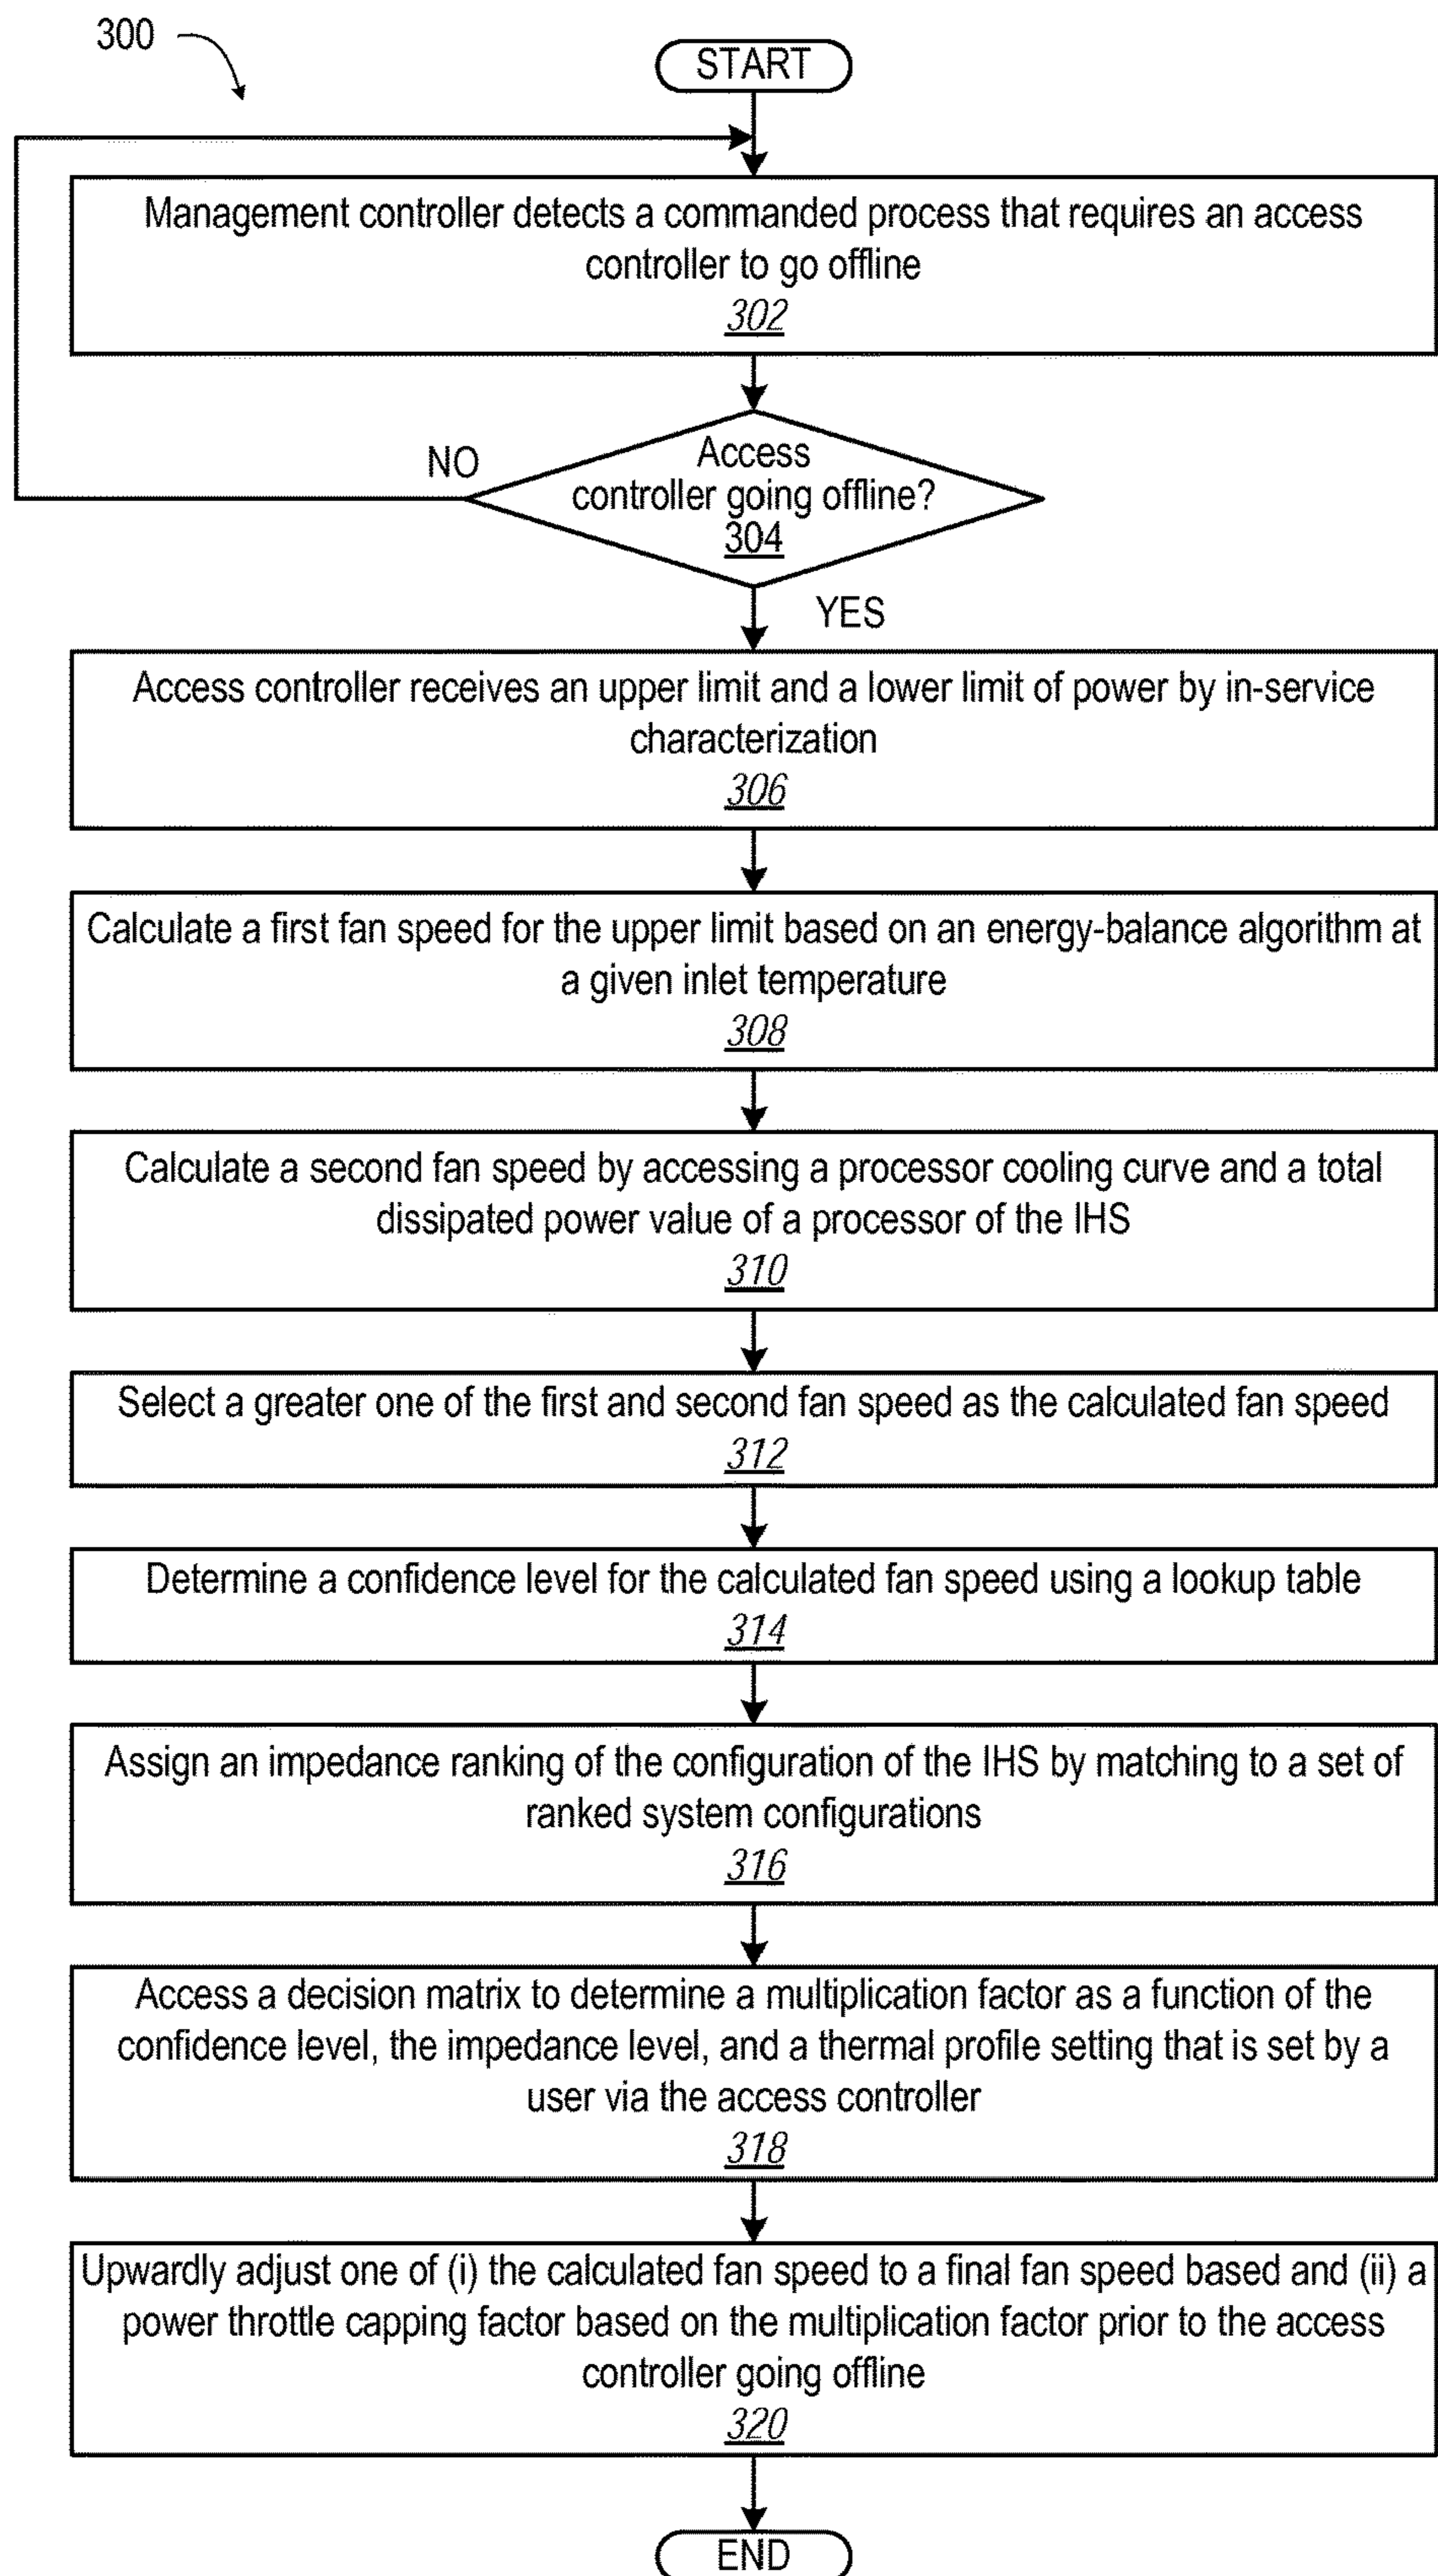 300
START
Management controller detects a commanded process that requires an access
controller to go offline
302
Access
controller going offline?
304
NO
YES
Access controller receives an upper limit and a lower limit of power by in-service
characterization
306
Calculate a first fan speed for the upper limit based on an energy-balance algorithm at
a given inlet temperature
308
Calculate a second fan speed by accessing a processor cooling curve and a total
dissipated power value of a processor of the IHS
310
Select a greater one of the first and second fan speed as the calculated fan speed
312
Determine a confidence level for the calculated fan speed using a lookup table
314
Assign an impedance ranking of the configuration of the IHS by matching to a set of
ranked system configurations
316
Access a decision matrix to determine a multiplication factor as a function of the
confidence level, the impedance level, and a thermal profile setting that is set by a
user via the access controller
318
Upwardly adjust one of (i) the calculated fan speed to a final fan speed based and (ii) a
power throttle capping factor based on the multiplication factor prior to the access
controller going offline
320
END